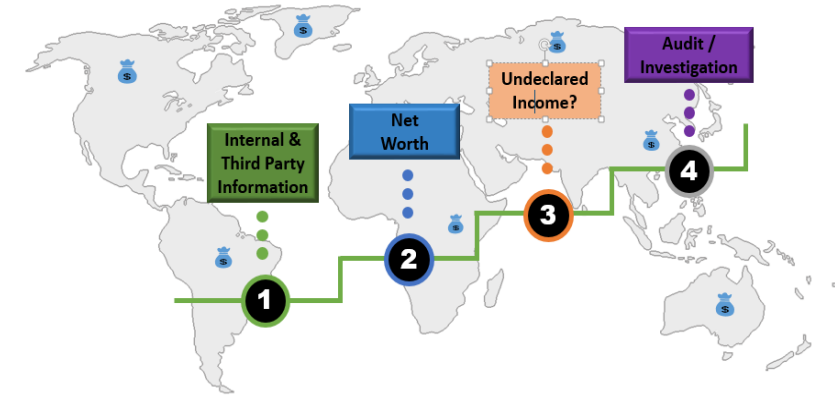 Internal &
Third Party
Information
1
Net
Worth
2
Undeclared
Income?
3
Audit /
Investigation
4
$
$
$
$
$
$
$